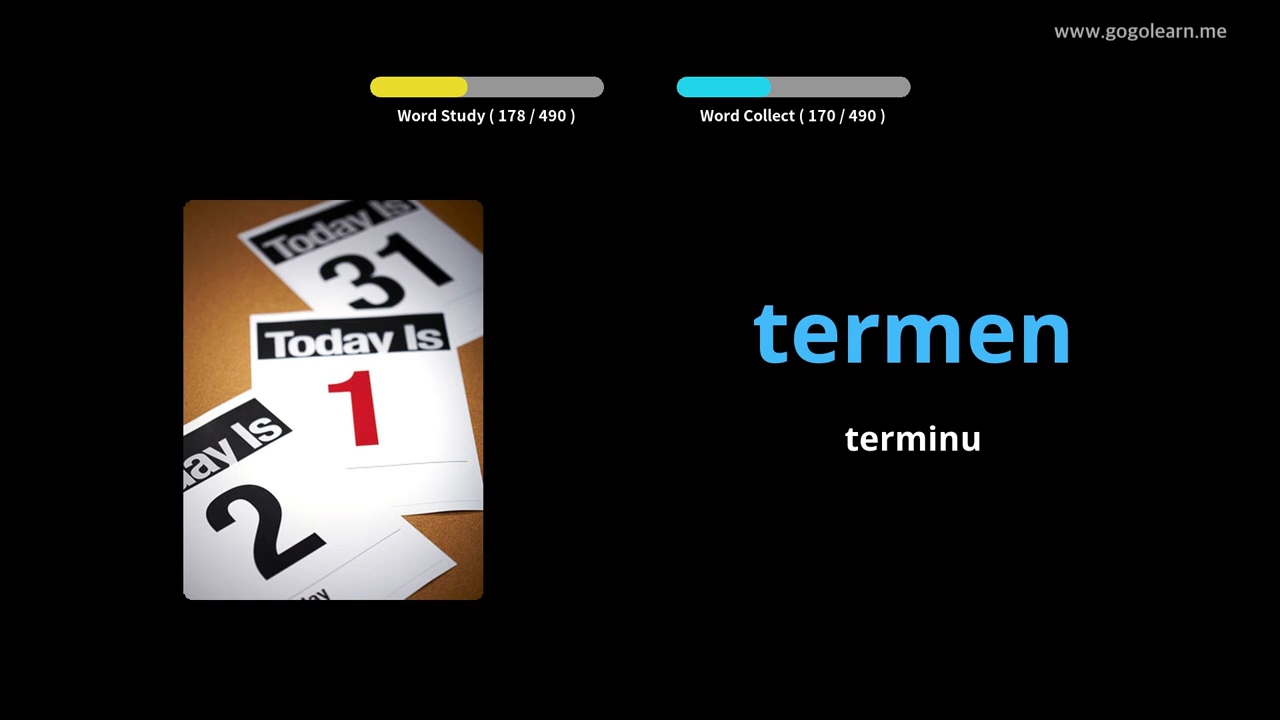 www.gogolearn.me
Word Study ( 178 / 490 )
Word Collect ( 170 / 490 )
Today Is
31
Today Is
1
day Is
2
termen
terminu